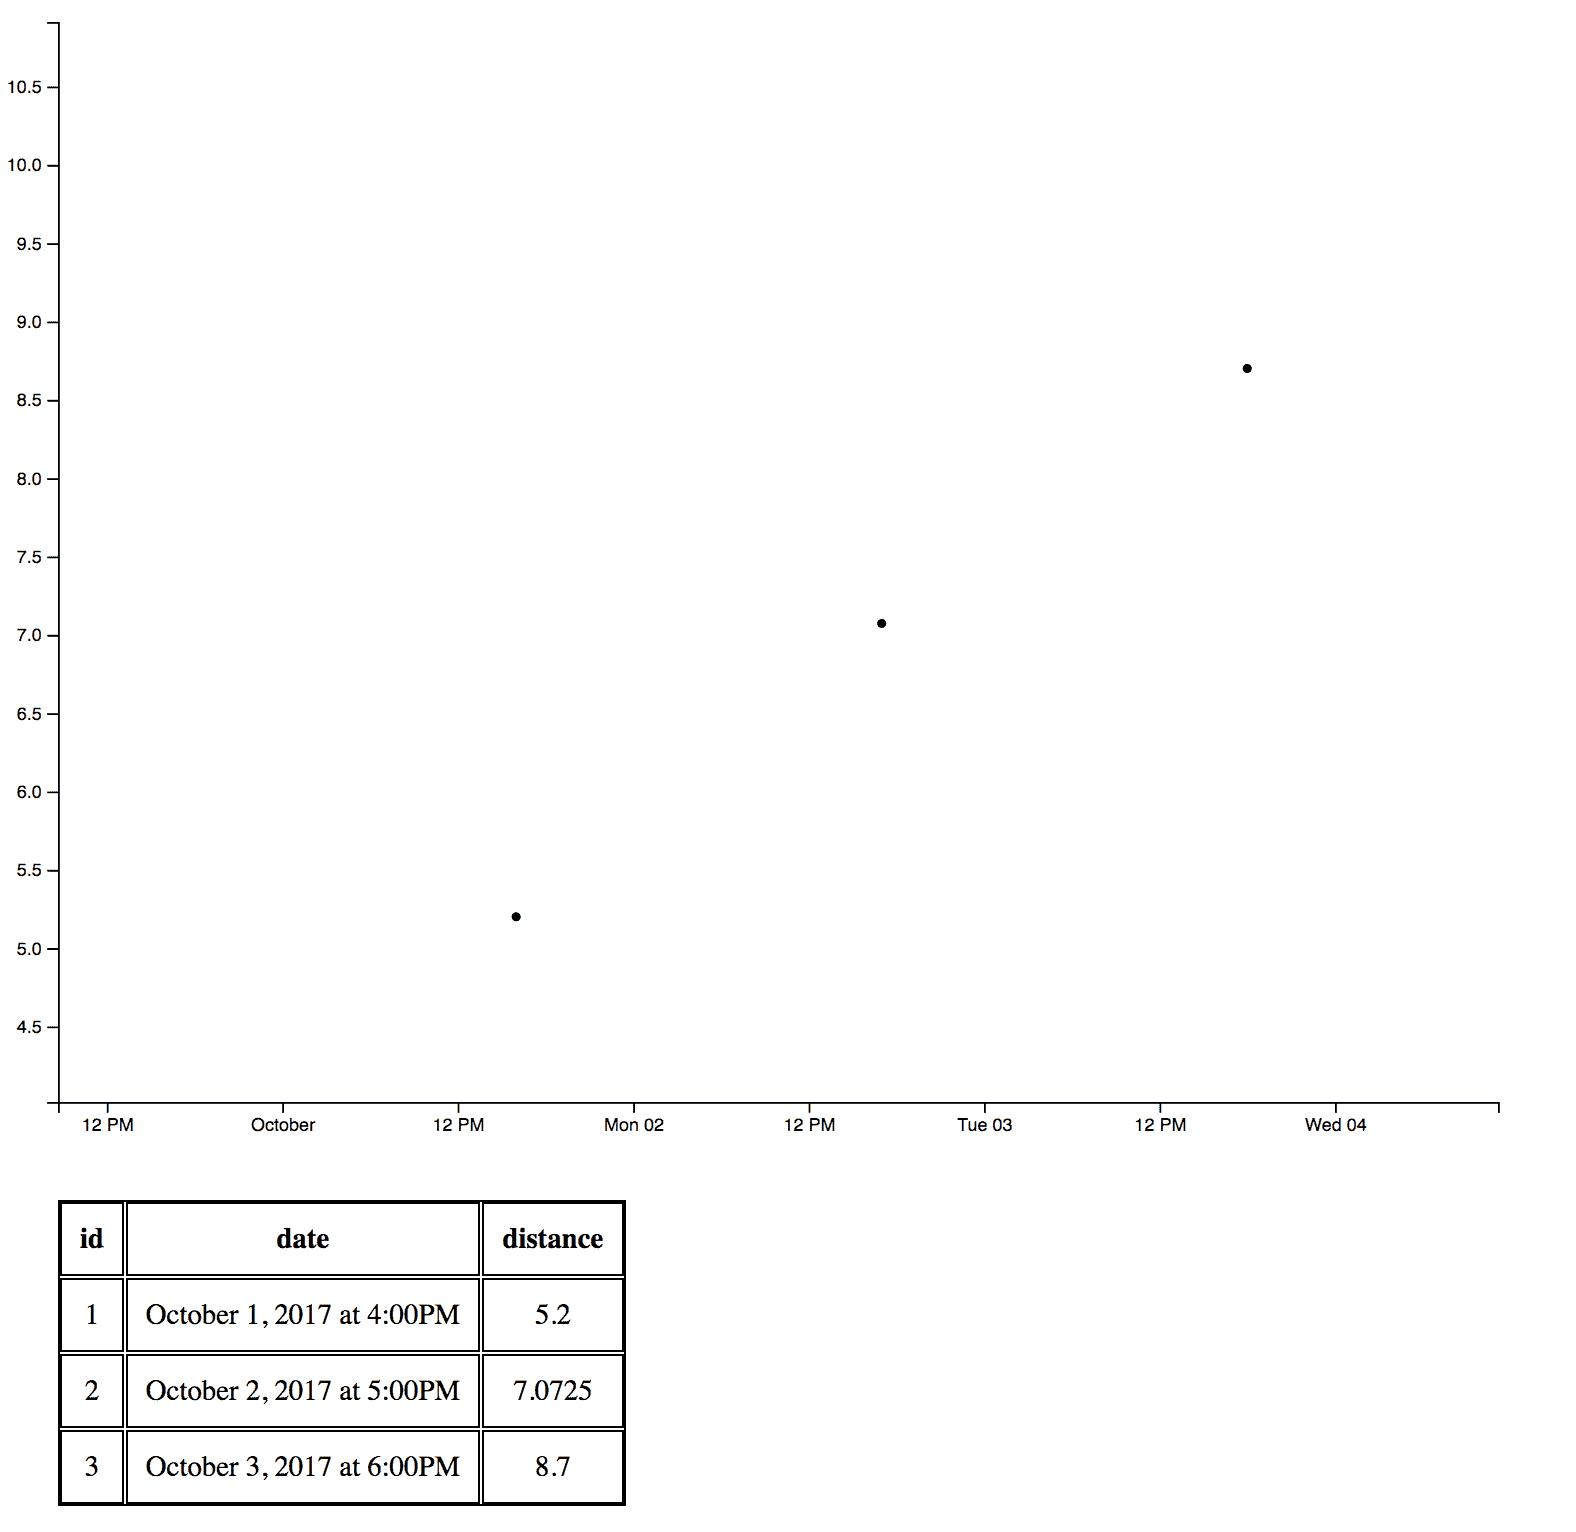 10.5
10.0
9.5
9.0
8.5
8.0
7.5
7.0
6.5
6.0
5.5
5.0
4.5
12 PM October 12 PM Mon 02 12 PM Tue 03 12 PM Wed 04
id date distance
1 October 1, 2017 at 4:00PM 5.2
2 October 2, 2017 at 5:00PM 7.0725
3 October 3, 2017 at 6:00PM 8.7